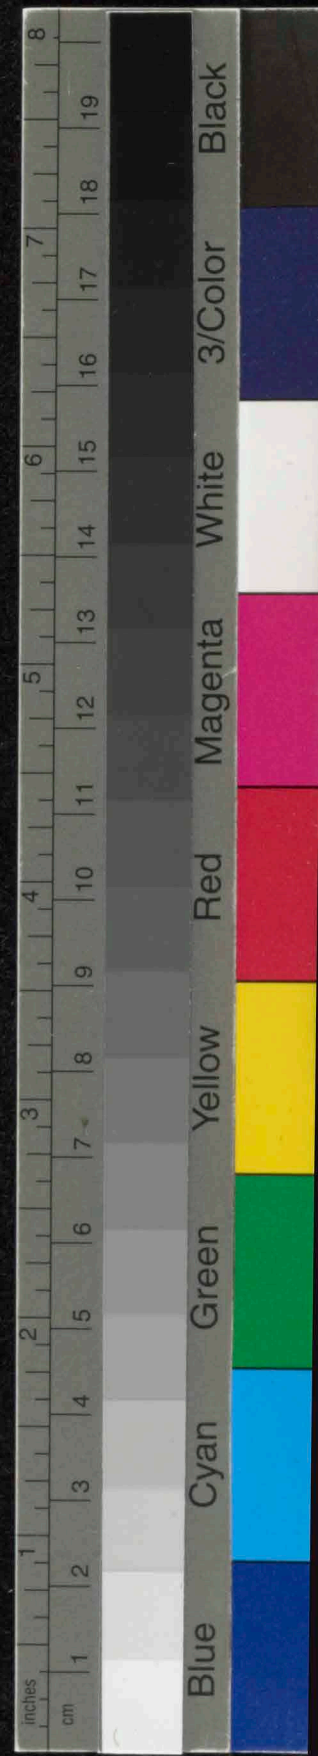 inches 1 2 3 4 5 6 7 8
cm 1 2 3 4 5 6 7 8 9 10 11 12 13 14 15 16 17 18 19
Blue Cyan Green Yellow Red Magenta White 3/Color Black